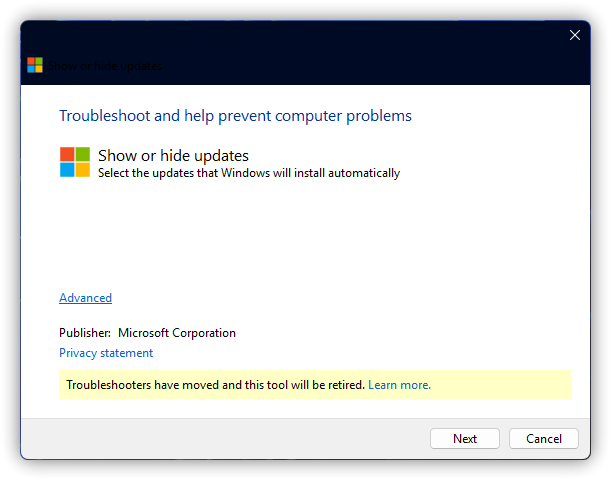 Show or hide updates
Troubleshoot and help prevent computer problems
Show or hide updates
Select the updates that Windows will install automatically
Advanced
Publisher: Microsoft Corporation
Privacy statement
Troubleshooters have moved and this tool will be retired. Learn more.
Next
Cancel